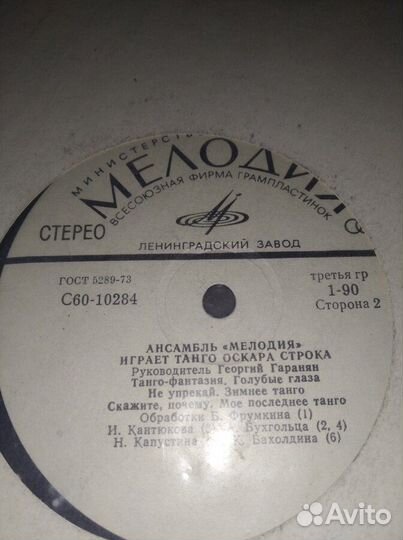 МИНИСТЕРСТВ
МЕЛОДИЯ
ВСЕСОЮЗНАЯ ФИРМА ГРАМПЛАСТИНОК
СТЕРЕО
ЛЕНИНГРАДСКИЙ ЗАВОД
ГОСТ 5289-73
третья гр
С60-10284
1-90
Сторона 2
АНСАМБЛЬ «МЕЛОДИЯ»
ИГРАЕТ ТАНГО ОСКАРА СТРОКА
Руководитель Георгий Гаранян
Танго-фантазия. Голубые глаза
Не упрекай. Зимнее танго
Скажите, почему. Мое последнее танго
Обработки Б. Фрумкина (1)
И. Кантюкова Бухгольца (2, 4)
Н. Капустина Бахолдина (6)
Avito